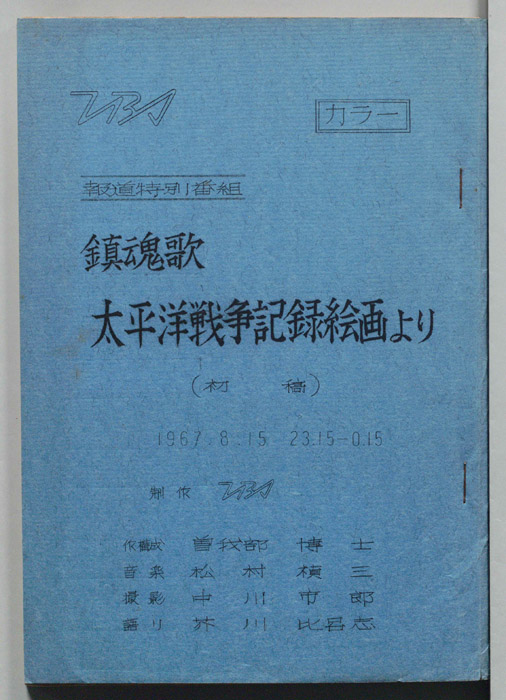 TBS
カラー
報道特別番組
鎮魂歌
太平洋戦争記録絵画より
(初 稿)
1967.8.15 23.15-0.15
制作 TBS
構成 曽我部 博士
音楽 松村 禎三
撮影 中川 市郎
語り 芥川 比呂志